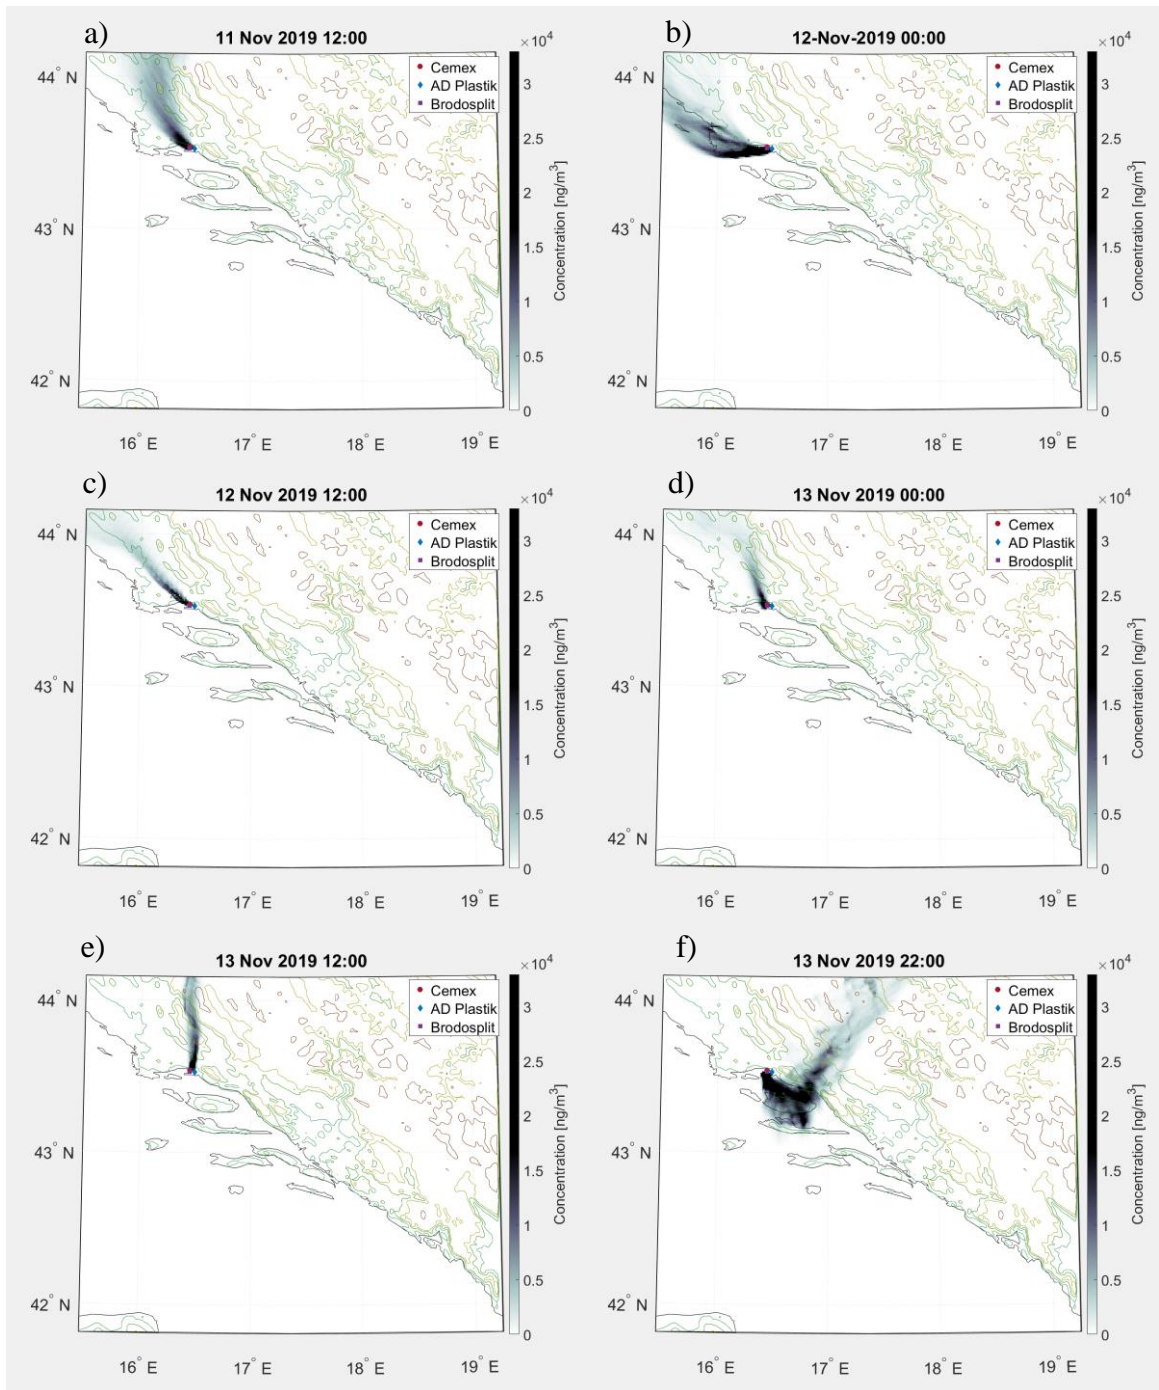 a)
11 Nov 2019 12:00
×10⁴
Cemex
AD Plastik
Brodosplit
44° N
43° N
42° N
16° E
17° E
18° E
19° E
3
2.5
2
1.5
1
0.5
0
Concentration [ng/m³]
b)
12-Nov-2019 00:00
×10⁴
Cemex
AD Plastik
Brodosplit
44° N
43° N
42° N
16° E
17° E
18° E
19° E
3
2.5
2
1.5
1
0.5
0
Concentration [ng/m³]
c)
12 Nov 2019 12:00
×10⁴
Cemex
AD Plastik
Brodosplit
44° N
43° N
42° N
16° E
17° E
18° E
19° E
3
2.5
2
1.5
1
0.5
0
Concentration [ng/m³]
d)
13 Nov 2019 00:00
×10⁴
Cemex
AD Plastik
Brodosplit
44° N
43° N
42° N
16° E
17° E
18° E
19° E
3
2.5
2
1.5
1
0.5
0
Concentration [ng/m³]
e)
13 Nov 2019 12:00
×10⁴
Cemex
AD Plastik
Brodosplit
44° N
43° N
42° N
16° E
17° E
18° E
19° E
3
2.5
2
1.5
1
0.5
0
Concentration [ng/m³]
f)
13 Nov 2019 22:00
×10⁴
Cemex
AD Plastik
Brodosplit
44° N
43° N
42° N
16° E
17° E
18° E
19° E
3
2.5
2
1.5
1
0.5
0
Concentration [ng/m³]